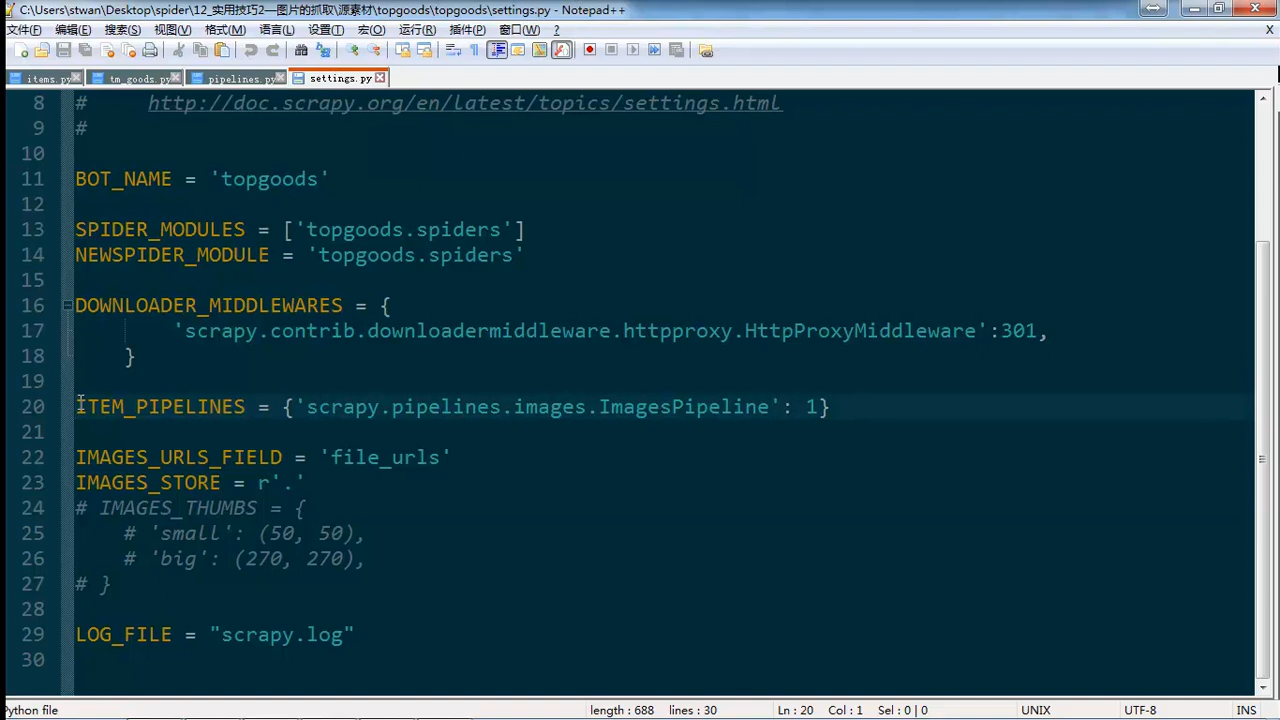 C:\Users\stwan\Desktop\spider\12_实用技巧2—图片的抓取\源素材\topgoods\topgoods\settings.py - Notepad++
文件(F) 编辑(E) 搜索(S) 视图(V) 格式(M) 语言(L) 设置(T) 宏(O) 运行(R) 插件(P) 窗口(W) ? X
items.py tm_goods.py pipelines.py settings.py
8 # http://doc.scrapy.org/en/latest/topics/settings.html
9 #
10
11 BOT_NAME = 'topgoods'
12
13 SPIDER_MODULES = ['topgoods.spiders']
14 NEWSPIDER_MODULE = 'topgoods.spiders'
15
16 DOWNLOADER_MIDDLEWARES = {
17 'scrapy.contrib.downloadermiddleware.httpproxy.HttpProxyMiddleware':301,
18 }
19
20 ITEM_PIPELINES = {'scrapy.pipelines.images.ImagesPipeline': 1}
21
22 IMAGES_URLS_FIELD = 'file_urls'
23 IMAGES_STORE = r'.'
24 # IMAGES_THUMBS = {
25 # 'small': (50, 50),
26 # 'big': (270, 270),
27 # }
28
29 LOG_FILE = "scrapy.log"
30
Python file length : 688 lines : 30 Ln : 20 Col : 1 Sel : 0 | 0 UNIX UTF-8 INS